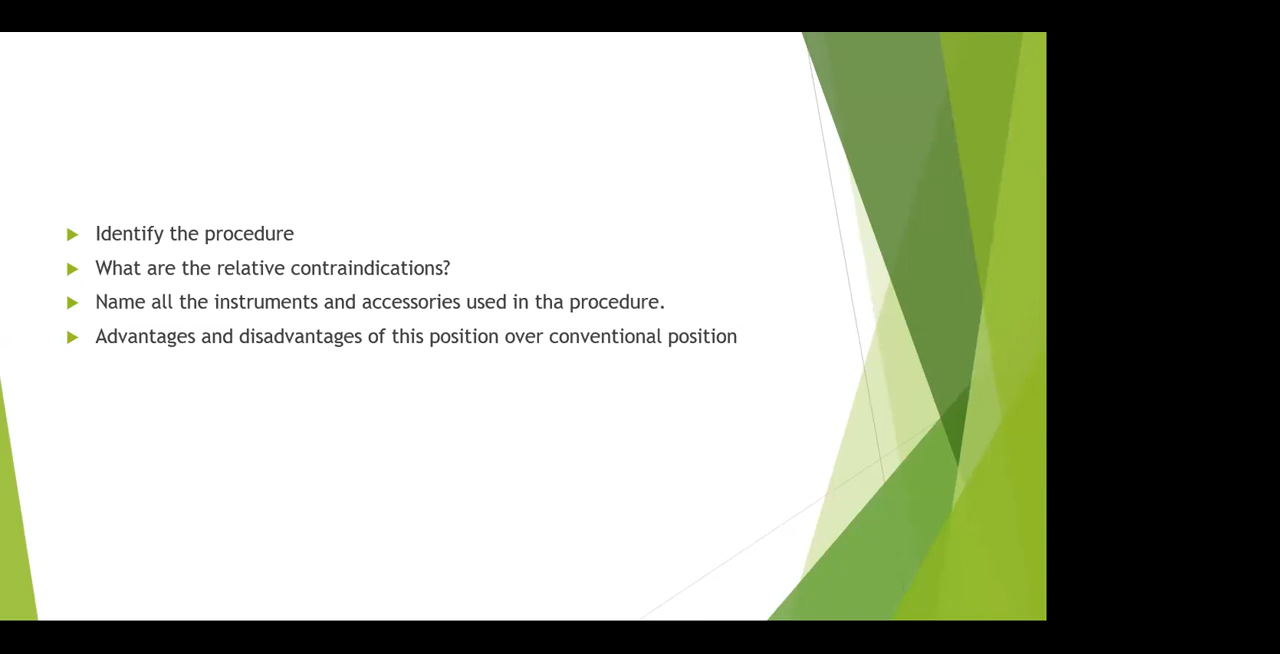 Identify the procedure
What are the relative contraindications?
Name all the instruments and accessories used in tha procedure.
Advantages and disadvantages of this position over conventional position